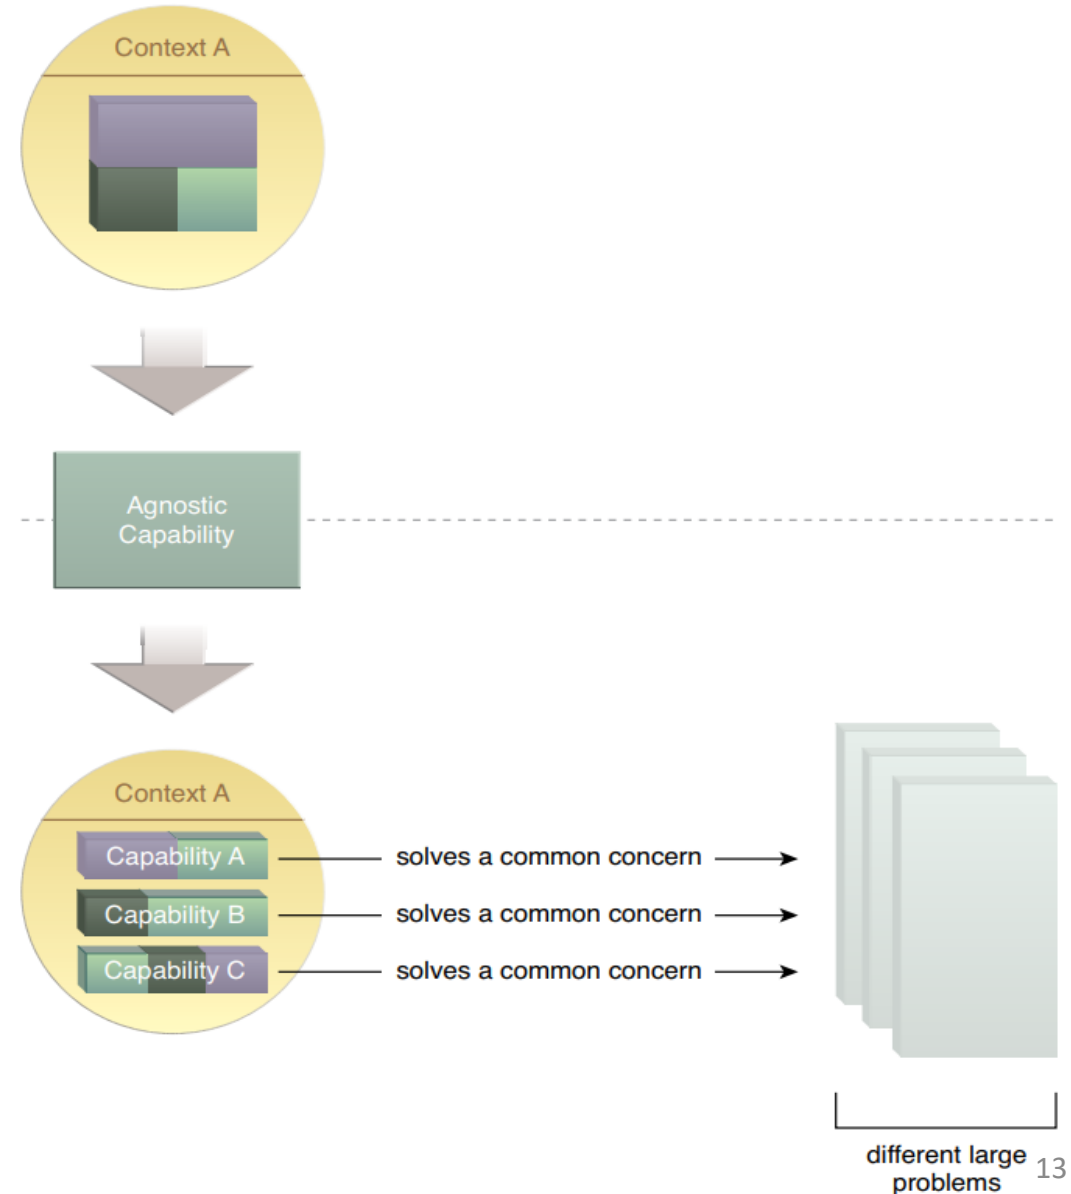 Context A
Agnostic
Capability
Context A
Capability A
solves a common concern
Capability B
solves a common concern
Capability C
solves a common concern
different large
problems
13